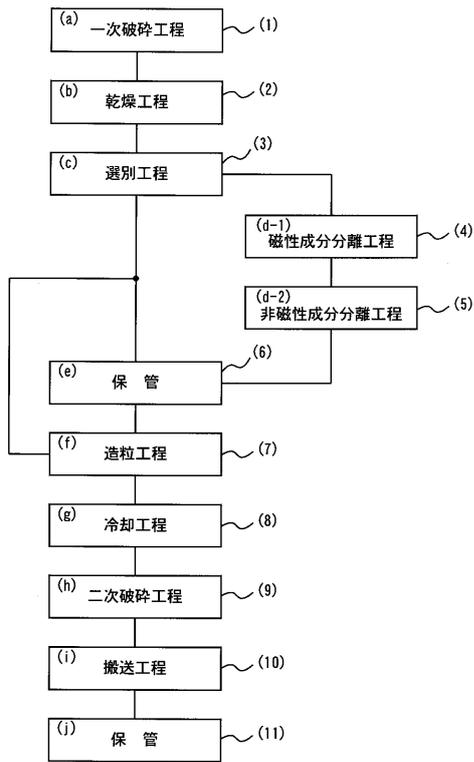 (a) 一次破砕工程 (1)
(b) 乾燥工程 (2)
(c) 選別工程 (3)
(d-1) 磁性成分分離工程 (4)
(d-2) 非磁性成分分離工程 (5)
(e) 保　管 (6)
(f) 造粒工程 (7)
(g) 冷却工程 (8)
(h) 二次破砕工程 (9)
(i) 搬送工程 (10)
(j) 保　管 (11)